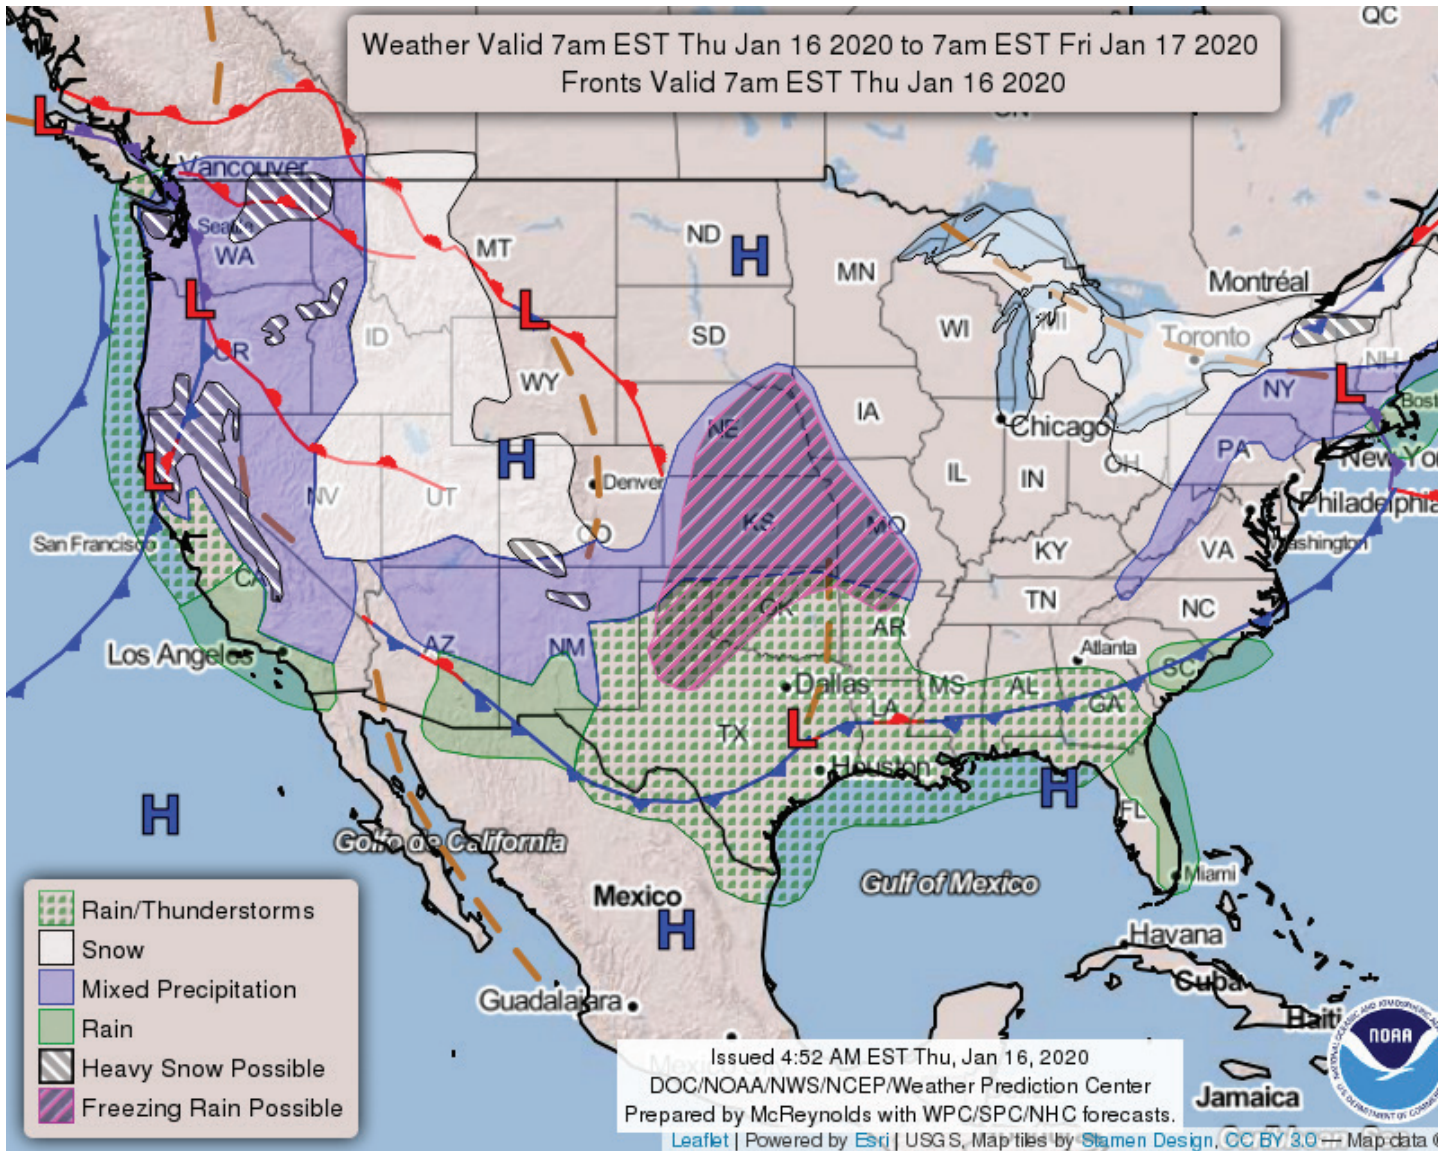 Weather Valid 7am EST Thu Jan 16 2020 to 7am EST Fri Jan 17 2020
Fronts Valid 7am EST Thu Jan 16 2020
QC
L
Vancouver
Seattle
WA
MT
ND
H
MN
Montréal
L
L
OR
ID
SD
WI
MI
Toronto
NH
WY
NY
L
Bost
NE
IA
Chicago
PA
New Yo
H
Denver
IL
IN
OH
Philadelphia
L
NV
UT
CO
KS
MO
KY
VA
Washington
San Francisco
CA
TN
NC
OK
AR
Atlanta
Los Angeles
AZ
NM
SC
Dallas
MS
AL
GA
LA
TX
L
Houston
H
H
FL
Golfo de California
Miami
Gulf of Mexico
Mexico
H
Havana
Cuba
Guadalajara
Haiti
Mexico City
Jamaica
Rain/Thunderstorms
Snow
Mixed Precipitation
Rain
Heavy Snow Possible
Freezing Rain Possible
NOAA
Issued 4:52 AM EST Thu, Jan 16, 2020
DOC/NOAA/NWS/NCEP/Weather Prediction Center
Prepared by McReynolds with WPC/SPC/NHC forecasts.
Leaflet | Powered by Esri | USGS, Map tiles by Stamen Design, CC BY 3.0 — Map data ©